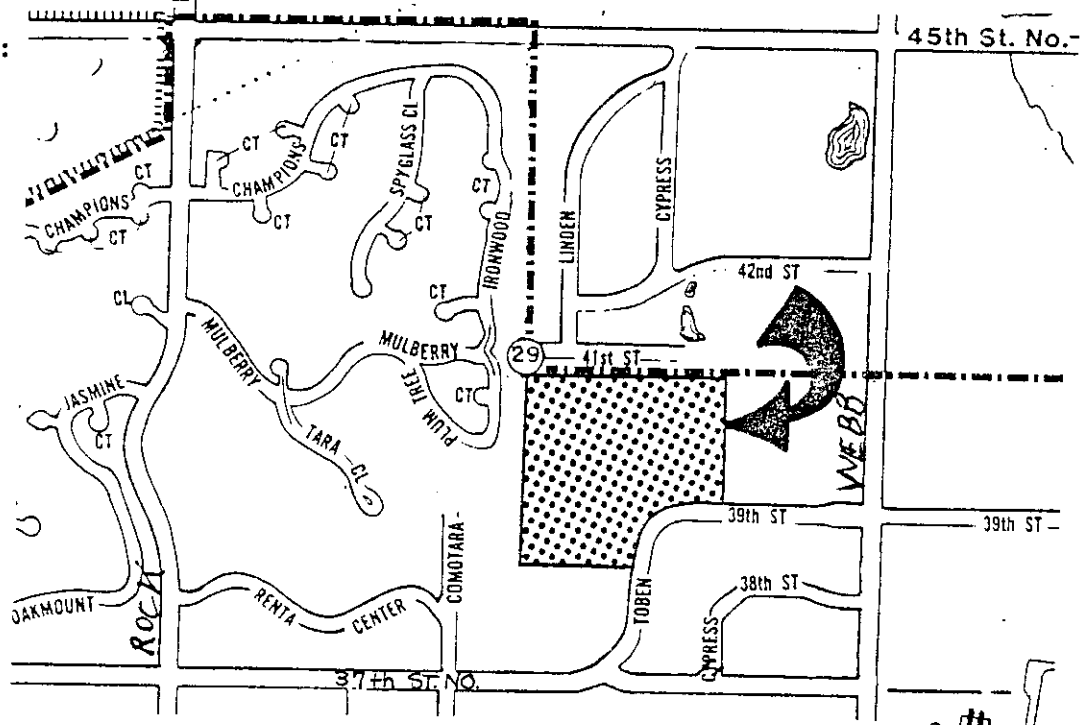 45th St. No.-
CT
CT
SPYGLASS CL
CT
CHAMPIONS
CT
CHAMPIONS
CT
CT
CT
IRONWOOD
LINDEN
CYPRESS
42nd ST
CL
CT
MULBERRY
MULBERRY
29
41st ST
JASMINE
CT
PLUM TREE
CT
TARA CL
WEBB
39th ST
39th ST
COMOTARA
OAKMOUNT
ROCK
RENTA
CENTER
TOBEN
38th ST
CYPRESS
37th ST. NO.